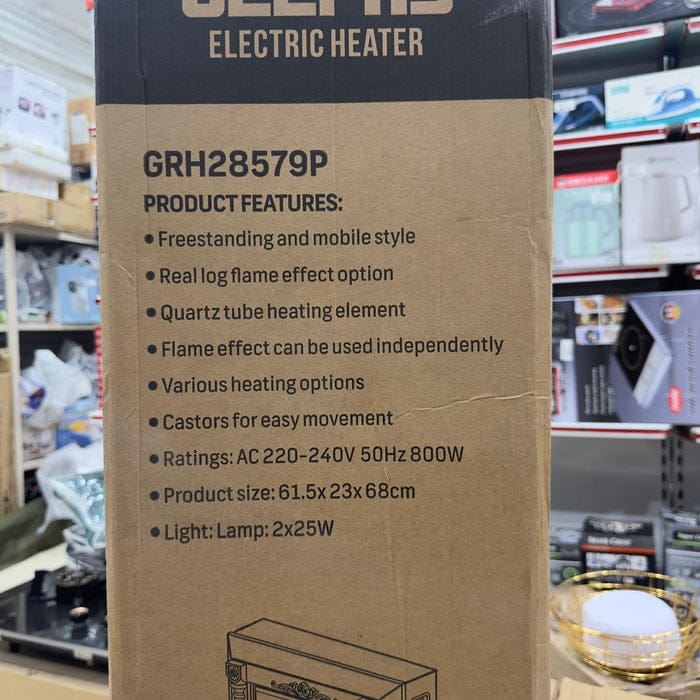 ELECTRIC HEATER
GRH28579P
PRODUCT FEATURES:
• Freestanding and mobile style
• Real log flame effect option
• Quartz tube heating element
• Flame effect can be used independently
• Various heating options
• Castors for easy movement
• Ratings: AC 220-240V 50Hz 800W
• Product size: 61.5x 23x 68cm
• Light: Lamp: 2x25W